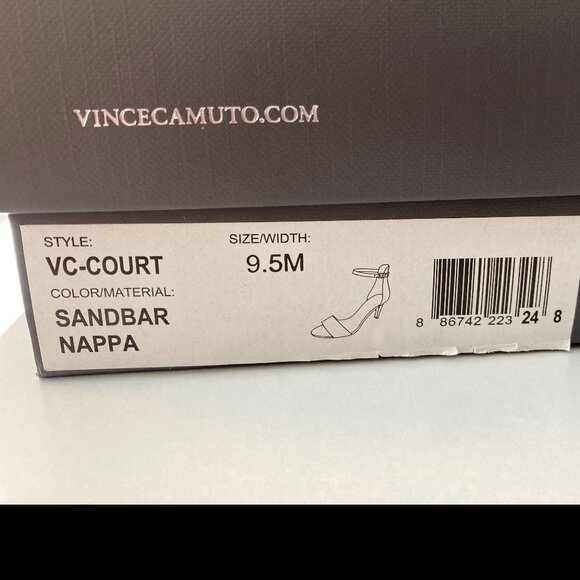 VINCECAMUTO.COM
STYLE: SIZE/WIDTH:
VC-COURT 9.5M
COLOR/MATERIAL:
SANDBAR
NAPPA
8 86742 223 24 8